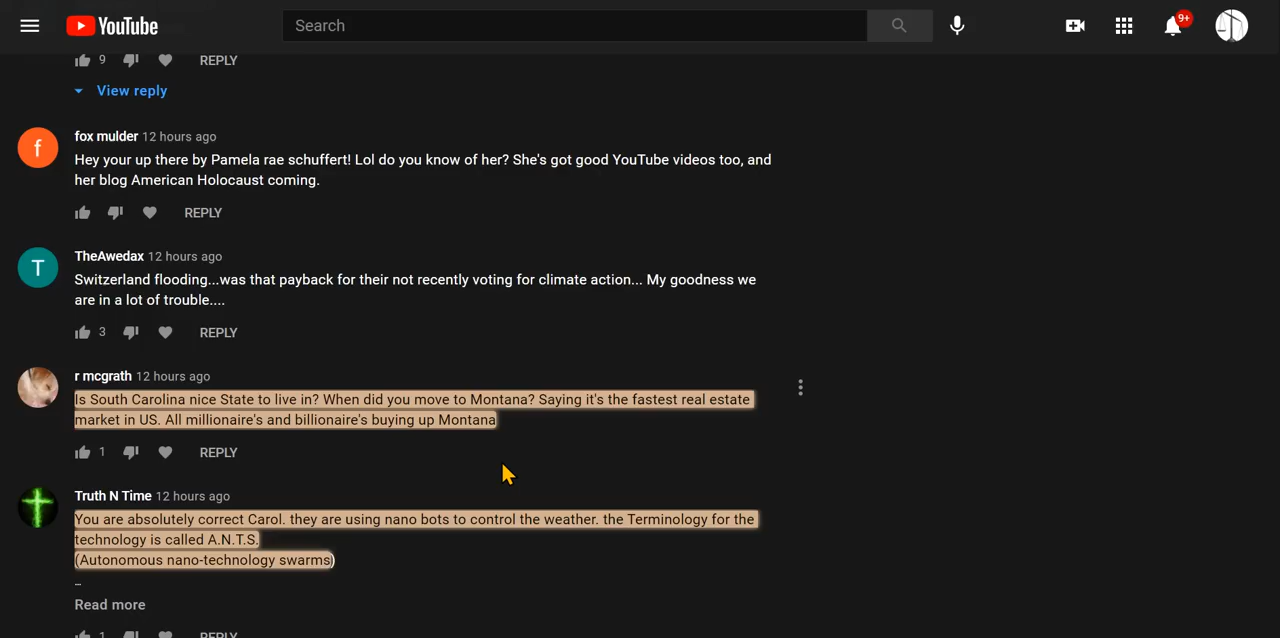 YouTube
Search
9+
9
REPLY
View reply
f
fox mulder 12 hours ago
Hey your up there by Pamela rae schuffert! Lol do you know of her? She's got good YouTube videos too, and
her blog American Holocaust coming.
REPLY
T
TheAwedax 12 hours ago
Switzerland flooding...was that payback for their not recently voting for climate action... My goodness we
are in a lot of trouble....
3
REPLY
r mcgrath 12 hours ago
Is South Carolina nice State to live in? When did you move to Montana? Saying it's the fastest real estate
market in US. All millionaire's and billionaire's buying up Montana
1
REPLY
Truth N Time 12 hours ago
You are absolutely correct Carol. they are using nano bots to control the weather. the Terminology for the
technology is called A.N.T.S.
(Autonomous nano-technology swarms)
...
Read more
1
REPLY